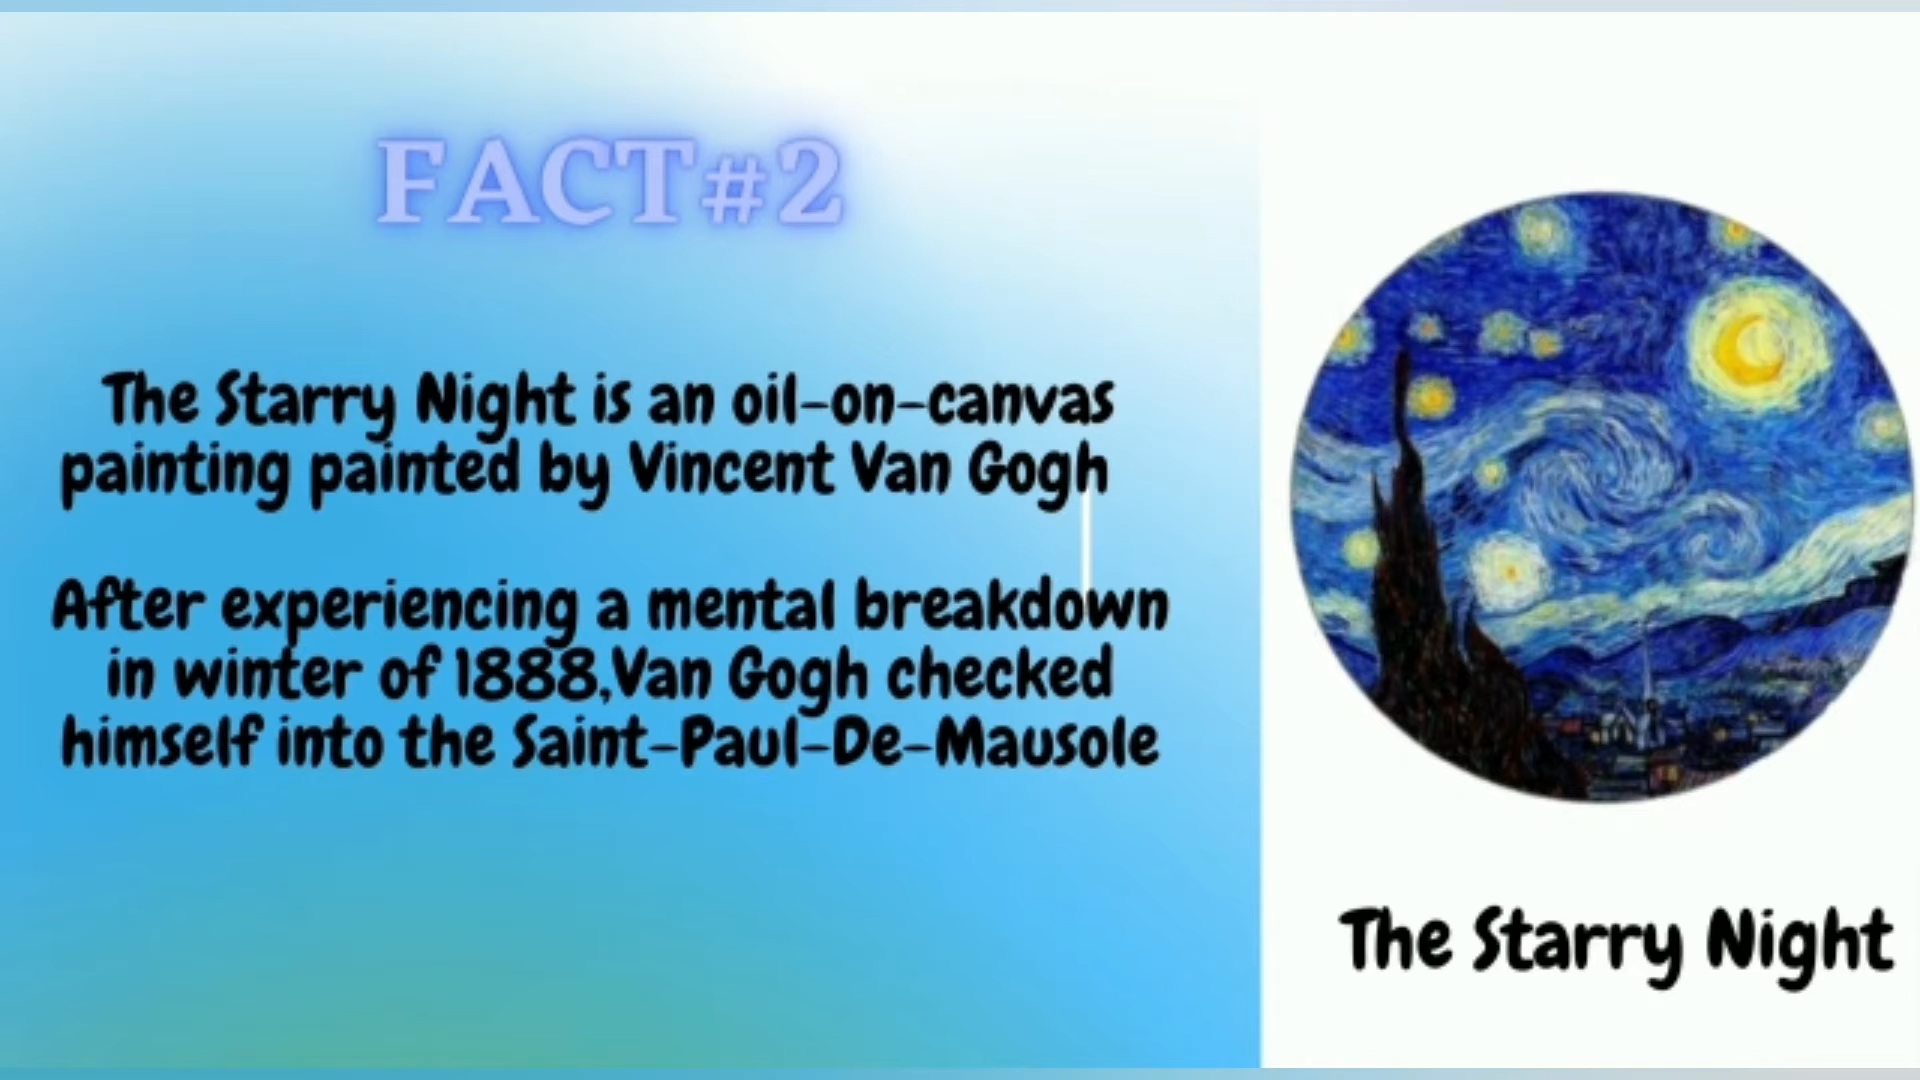 FACT#2
The Starry Night is an oil-on-canvas
painting painted by Vincent Van Gogh
After experiencing a mental breakdown
in winter of 1888,Van Gogh checked
himself into the Saint-Paul-De-Mausole
The Starry Night